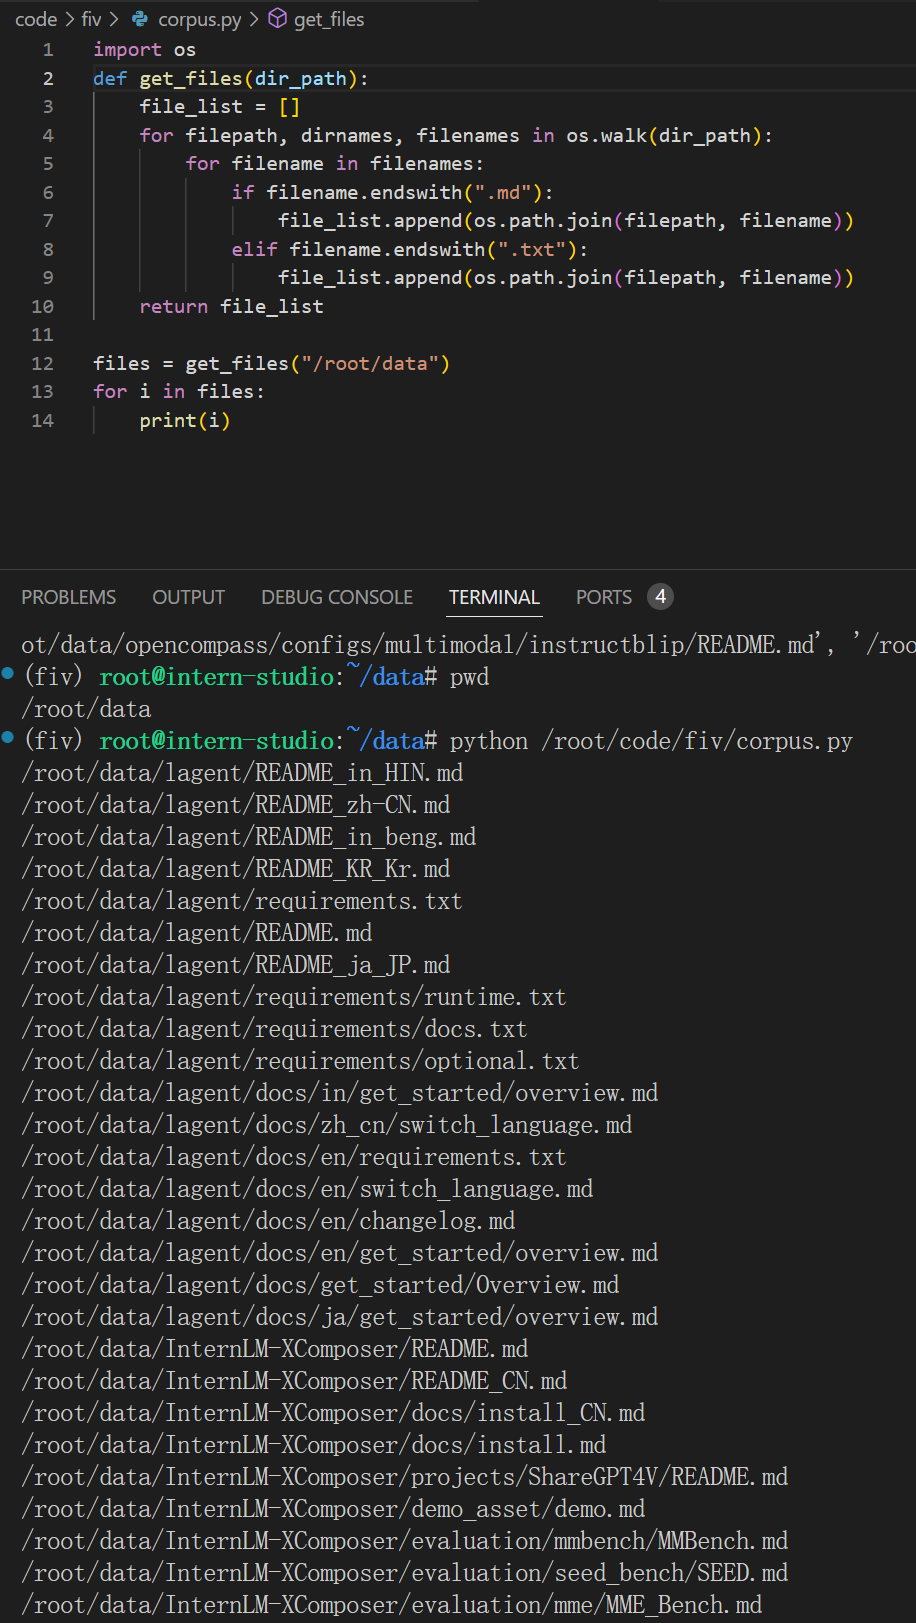 code > fiv > corpus.py > get_files
1 import os
2 def get_files(dir_path):
3     file_list = []
4     for filepath, dirnames, filenames in os.walk(dir_path):
5         for filename in filenames:
6             if filename.endswith(".md"):
7                 file_list.append(os.path.join(filepath, filename))
8             elif filename.endswith(".txt"):
9                 file_list.append(os.path.join(filepath, filename))
10     return file_list
11
12 files = get_files("/root/data")
13 for i in files:
14     print(i)
PROBLEMS OUTPUT DEBUG CONSOLE TERMINAL PORTS 4
ot/data/opencompass/configs/multimodal/instructblip/README.md', '/roo
(fiv) root@intern-studio:~/data# pwd
/root/data
(fiv) root@intern-studio:~/data# python /root/code/fiv/corpus.py
/root/data/lagent/README_in_HIN.md
/root/data/lagent/README_zh-CN.md
/root/data/lagent/README_in_beng.md
/root/data/lagent/README_KR_Kr.md
/root/data/lagent/requirements.txt
/root/data/lagent/README.md
/root/data/lagent/README_ja_JP.md
/root/data/lagent/requirements/runtime.txt
/root/data/lagent/requirements/docs.txt
/root/data/lagent/requirements/optional.txt
/root/data/lagent/docs/in/get_started/overview.md
/root/data/lagent/docs/zh_cn/switch_language.md
/root/data/lagent/docs/en/requirements.txt
/root/data/lagent/docs/en/switch_language.md
/root/data/lagent/docs/en/changelog.md
/root/data/lagent/docs/en/get_started/overview.md
/root/data/lagent/docs/get_started/Overview.md
/root/data/lagent/docs/ja/get_started/overview.md
/root/data/InternLM-XComposer/README.md
/root/data/InternLM-XComposer/README_CN.md
/root/data/InternLM-XComposer/docs/install_CN.md
/root/data/InternLM-XComposer/docs/install.md
/root/data/InternLM-XComposer/projects/ShareGPT4V/README.md
/root/data/InternLM-XComposer/demo_asset/demo.md
/root/data/InternLM-XComposer/evaluation/mmbench/MMBench.md
/root/data/InternLM-XComposer/evaluation/seed_bench/SEED.md
/root/data/InternLM-XComposer/evaluation/mme/MME_Bench.md